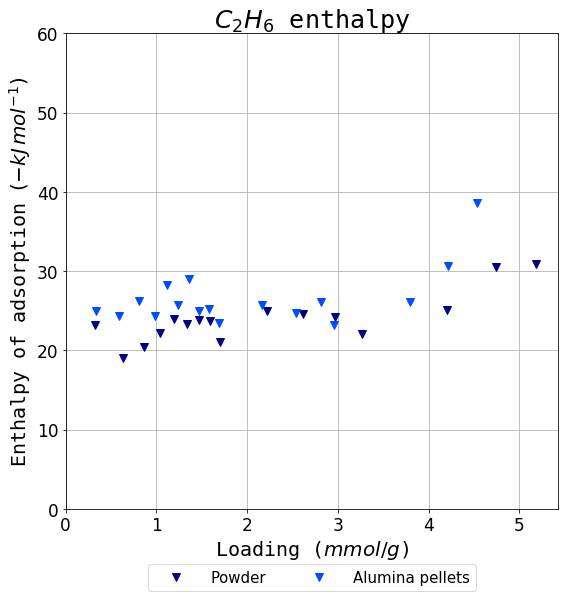 C₂H₆ enthalpy
60
50
40
30
20
10
0
Enthalpy of adsorption (−kJ mol⁻¹)
0 1 2 3 4 5
Loading (mmol/g)
Powder Alumina pellets